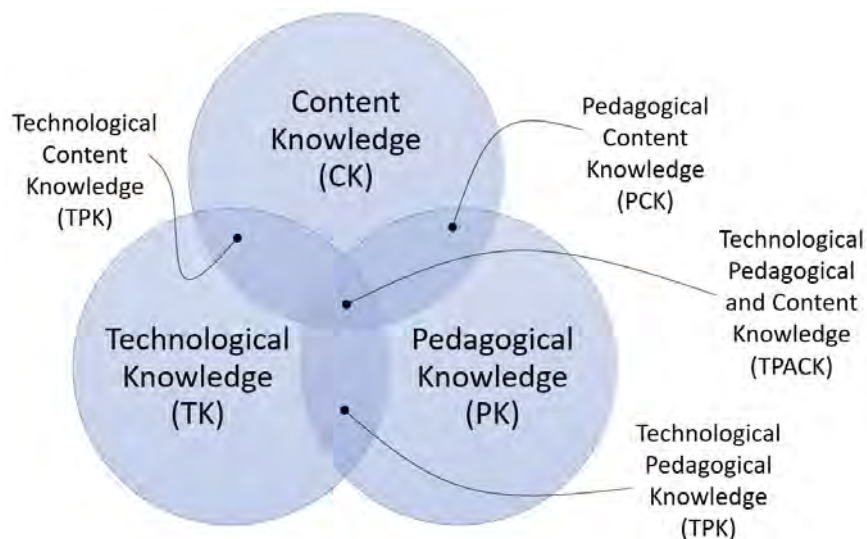 Content
Knowledge
(CK)
Technological
Content
Knowledge
(TPK)
Pedagogical
Content
Knowledge
(PCK)
Technological
Pedagogical
and Content
Knowledge
(TPACK)
Technological
Knowledge
(TK)
Pedagogical
Knowledge
(PK)
Technological
Pedagogical
Knowledge
(TPK)